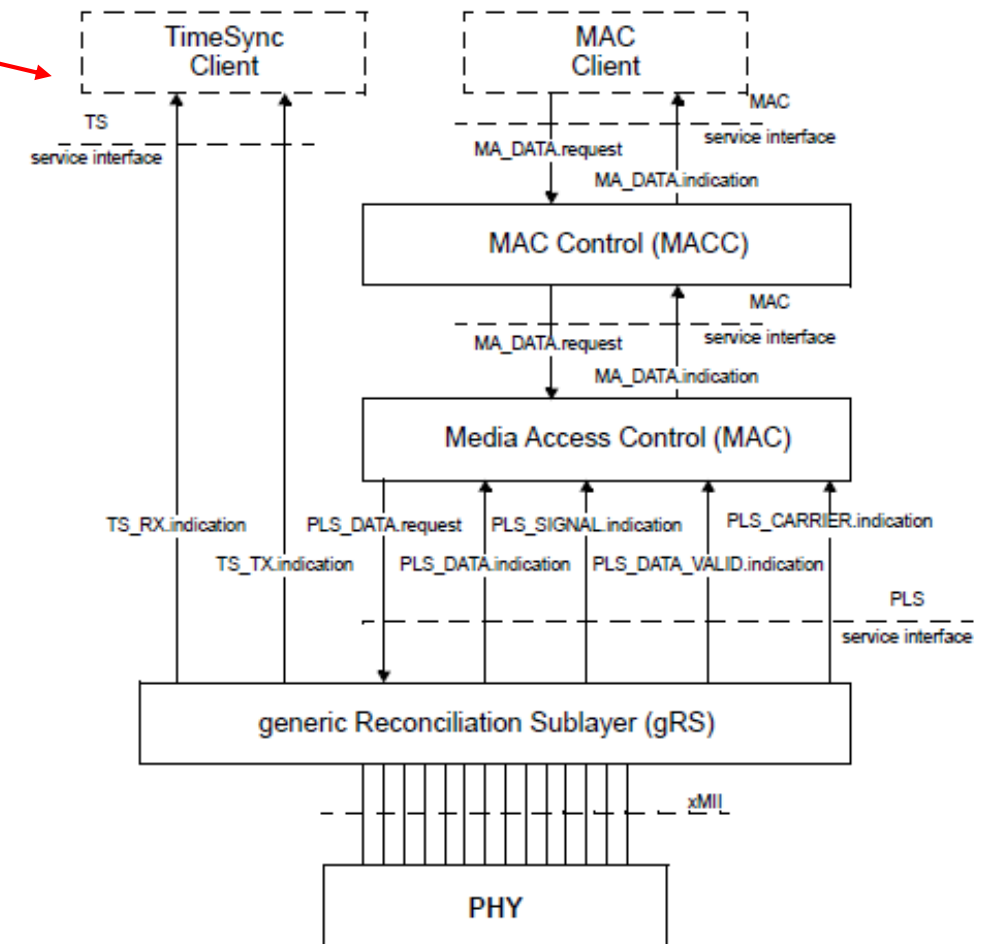 TimeSync
Client
MAC
Client
TS
service interface
MAC
service interface
MA_DATA.request
MA_DATA.indication
MAC Control (MACC)
MAC
service interface
MA_DATA.request
MA_DATA.indication
Media Access Control (MAC)
TS_RX.indication
PLS_DATA.request
PLS_SIGNAL.indication
PLS_CARRIER.indication
TS_TX.indication
PLS_DATA.indication
PLS_DATA_VALID.indication
PLS
service interface
generic Reconciliation Sublayer (gRS)
xMII
PHY